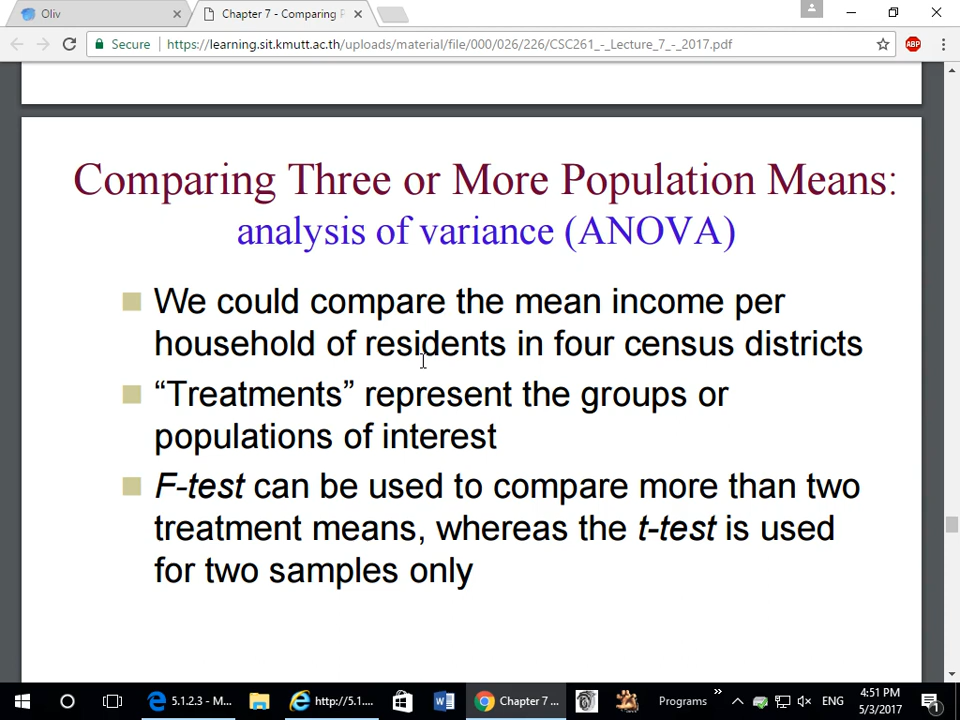 Oliv
Chapter 7 - Comparing P
Secure
https://learning.sit.kmutt.ac.th/uploads/material/file/000/026/226/CSC261_-_Lecture_7_-_2017.pdf
ABP
Comparing Three or More Population Means:
analysis of variance (ANOVA)
We could compare the mean income per
household of residents in four census districts
“Treatments” represent the groups or
populations of interest
F-test can be used to compare more than two
treatment means, whereas the t-test is used
for two samples only
5.1.2.3 - M...
http://5.1....
Chapter 7 ...
Programs
ENG
4:51 PM
5/3/2017
1